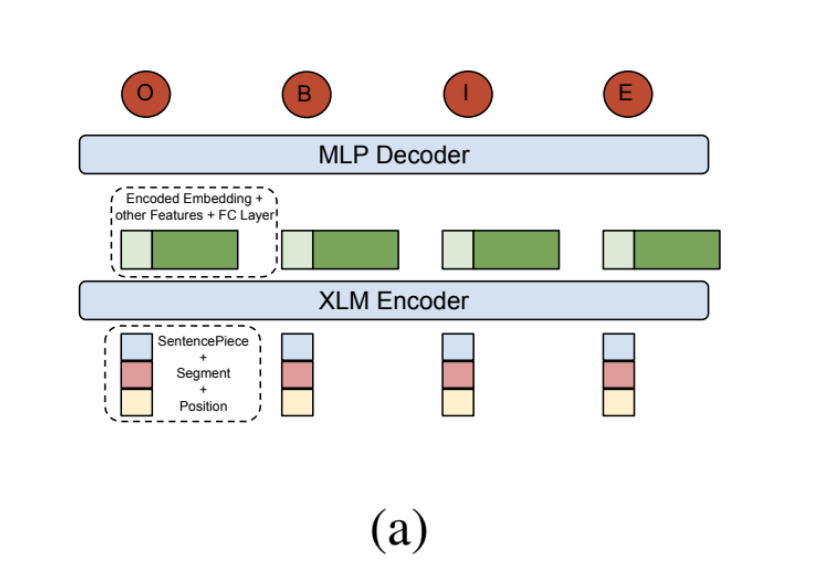 O B I E
MLP Decoder
Encoded Embedding +
other Features + FC Layer
XLM Encoder
SentencePiece
+
Segment
+
Position
(a)